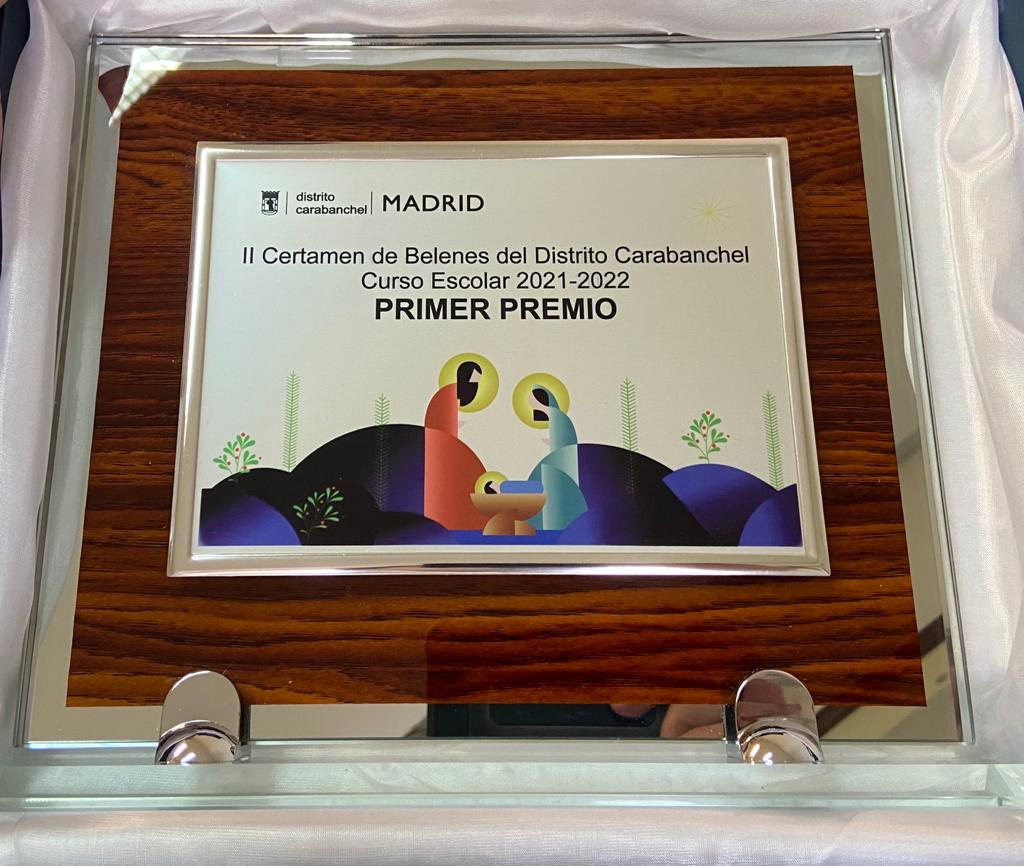 distrito
carabanchel
MADRID
II Certamen de Belenes del Distrito Carabanchel
Curso Escolar 2021-2022
PRIMER PREMIO